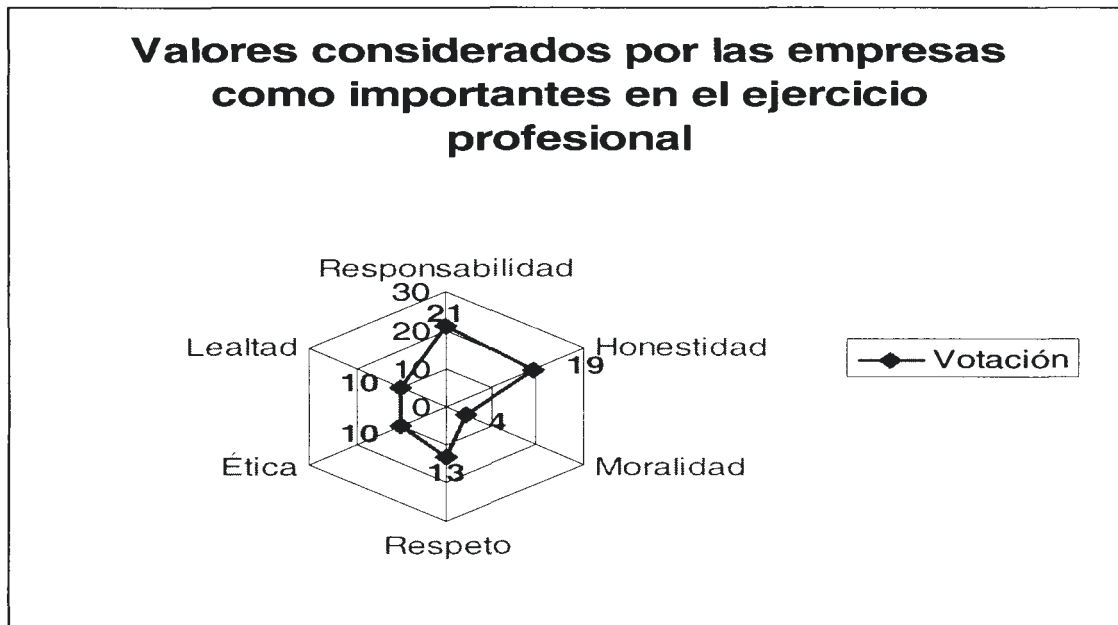 Valores considerados por las empresas
como importantes en el ejercicio
profesional
Responsabilidad
30
21
20
Lealtad
Honestidad
19
Votación
10
10
0
4
10
Ética
13
Moralidad
Respeto